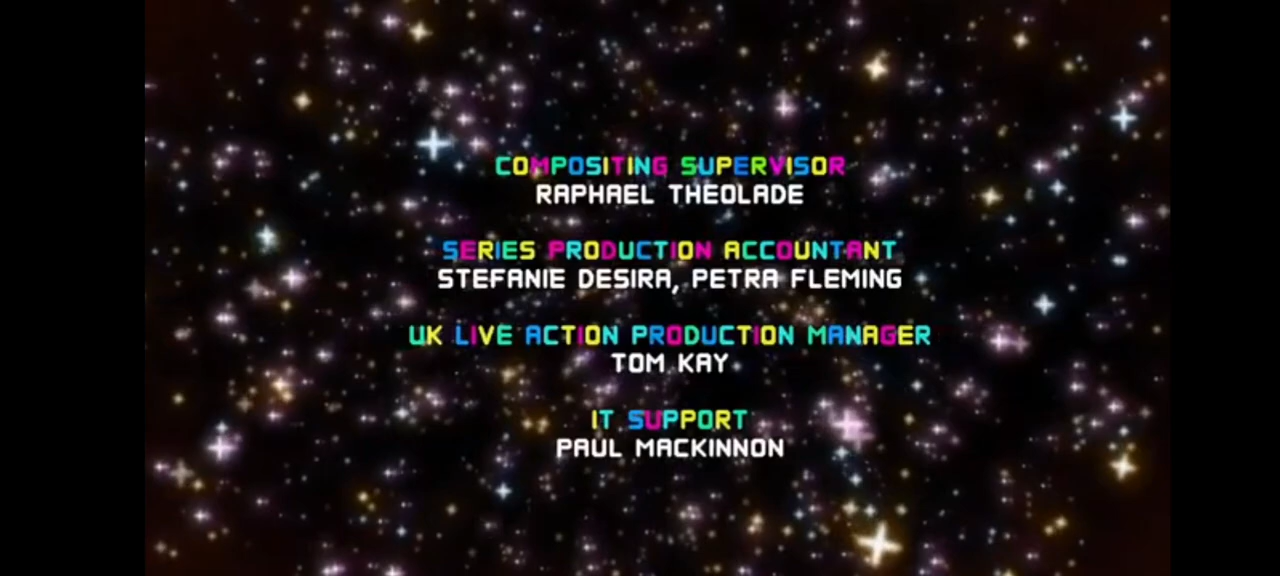 COMPOSITING SUPERVISOR
RAPHAEL THEOLADE
SERIES PRODUCTION ACCOUNTANT
STEFANIE DESIRA, PETRA FLEMING
UK LIVE ACTION PRODUCTION MANAGER
TOM KAY
IT SUPPORT
PAUL MACKINNON